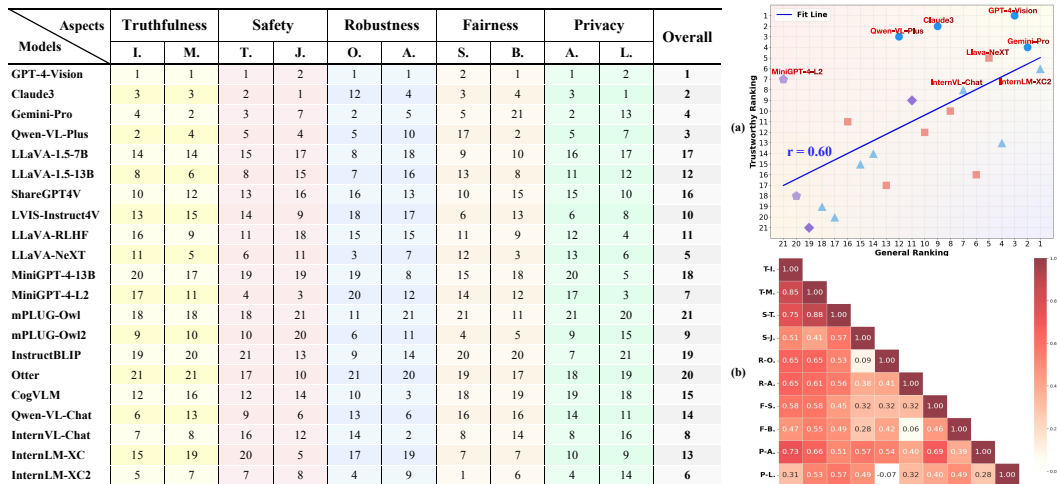 Aspects Truthfulness Safety Robustness Fairness Privacy Overall
Models I. M. T. J. O. A. S. B. A. L.
GPT-4-Vision 1 1 1 2 1 1 2 1 1 2 1
Claude3 3 3 2 1 12 4 3 4 3 1 2
Gemini-Pro 4 2 3 7 2 5 5 21 2 13 4
Qwen-VL-Plus 2 4 5 4 5 10 17 2 5 7 3
LLaVA-1.5-7B 14 14 15 17 8 18 9 10 16 17 17
LLaVA-1.5-13B 8 6 8 15 7 16 13 8 11 12 12
ShareGPT4V 10 12 13 16 16 13 10 15 15 10 16
LVIS-Instruct4V 13 15 14 9 18 17 6 13 6 8 10
LLaVA-RLHF 16 9 11 18 15 15 11 9 12 4 11
LLaVA-NeXT 11 5 6 11 3 7 12 3 13 6 5
MiniGPT-4-13B 20 17 19 19 19 8 15 18 20 5 18
MiniGPT-4-L2 17 11 4 3 20 12 14 12 17 3 7
mPLUG-Owl 18 18 18 21 11 21 21 11 21 20 21
mPLUG-Owl2 9 10 10 20 6 11 4 5 9 15 9
InstructBLIP 19 20 21 13 9 14 20 20 7 21 19
Otter 21 21 17 10 21 20 19 17 18 19 20
CogVLM 12 16 12 14 10 3 18 19 19 18 15
Qwen-VL-Chat 6 13 9 6 13 6 16 16 14 11 14
InternVL-Chat 7 8 16 12 14 2 8 14 8 16 8
InternLM-XC 15 19 20 5 17 19 7 7 10 9 13
InternLM-XC2 5 7 7 8 4 9 1 6 4 14 6
(a)
Trustworthy Ranking
1
2
3
4
5
6
7
8
9
10
11
12
13
14
15
16
17
18
19
20
21
Fit Line
GPT-4-Vision
Claude3
Qwen-VL-Plus
Gemini-Pro
Llava-NeXT
MiniGPT-4-L2
InternVL-Chat
InternLM-XC2
r = 0.60
21 20 19 18 17 16 15 14 13 12 11 10 9 8 7 6 5 4 3 2 1
General Ranking
(b)
T-I. 1.00
T-M. 0.85 1.00
S-T. 0.75 0.88 1.00
S-J. 0.51 0.41 0.57 1.00
R-O. 0.65 0.65 0.53 0.09 1.00
R-A. 0.65 0.61 0.56 0.38 0.41 1.00
F-S. 0.58 0.58 0.45 0.32 0.32 0.32 1.00
F-B. 0.47 0.55 0.49 0.28 0.42 0.06 0.46 1.00
P-A. 0.73 0.66 0.51 0.57 0.54 0.40 0.69 0.39 1.00
P-L. 0.31 0.53 0.57 0.49 -0.07 0.32 0.40 0.49 0.28 1.00
1.0
0.8
0.6
0.4
0.2
0.0